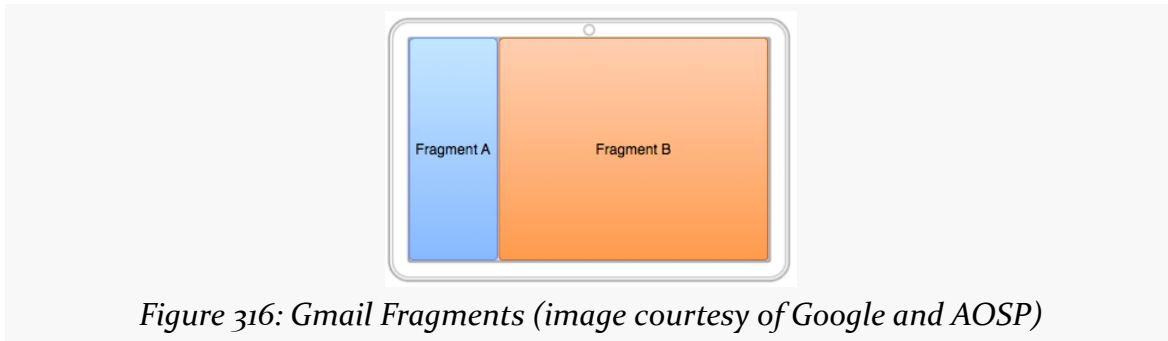 Fragment A
Fragment B
Figure 316: Gmail Fragments (image courtesy of Google and AOSP)